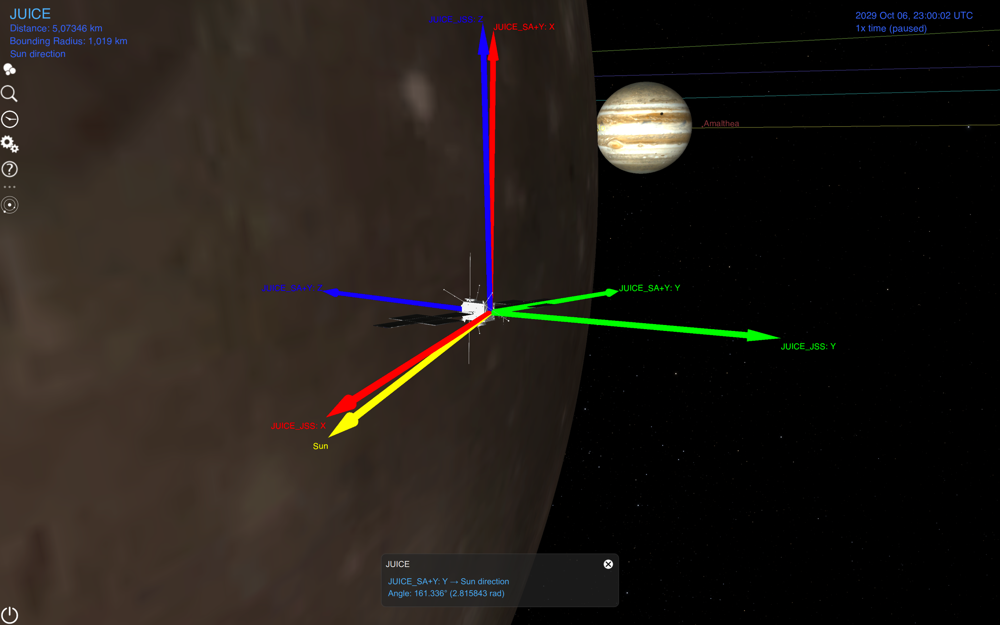 JUICE
Distance: 5,07346 km
Bounding Radius: 1,019 km
Sun direction
2029 Oct 06, 23:00:02 UTC
1x time (paused)
JUICE_JSS: Z
JUICE_SA+Y: X
Amalthea
JUICE_SA+Y: Z
JUICE_SA+Y: Y
JUICE_JSS: Y
JUICE_JSS: X
Sun
JUICE
JUICE_SA+Y: Y → Sun direction
Angle: 161.336° (2.815843 rad)